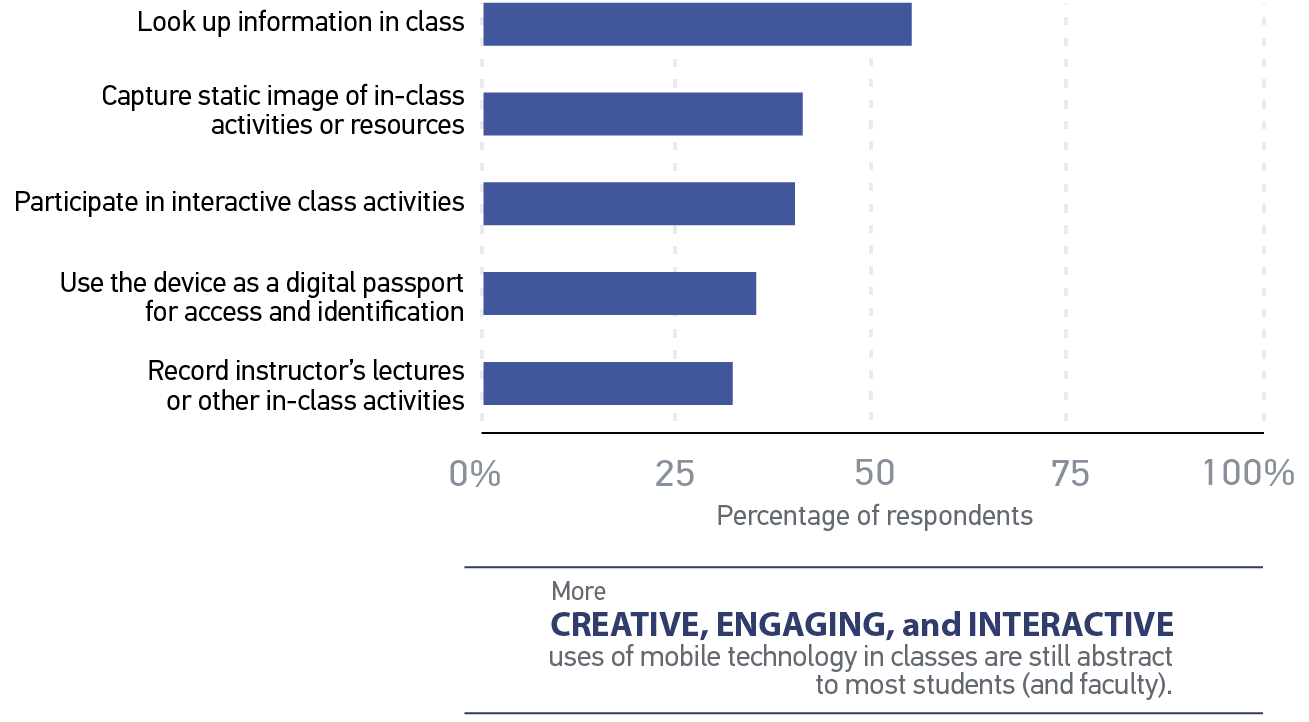 Look up information in class
Capture static image of in-class
activities or resources
Participate in interactive class activities
Use the device as a digital passport
for access and identification
Record instructor’s lectures
or other in-class activities
0% 25 50 75 100%
Percentage of respondents
More
CREATIVE, ENGAGING, and INTERACTIVE
uses of mobile technology in classes are still abstract
to most students (and faculty).